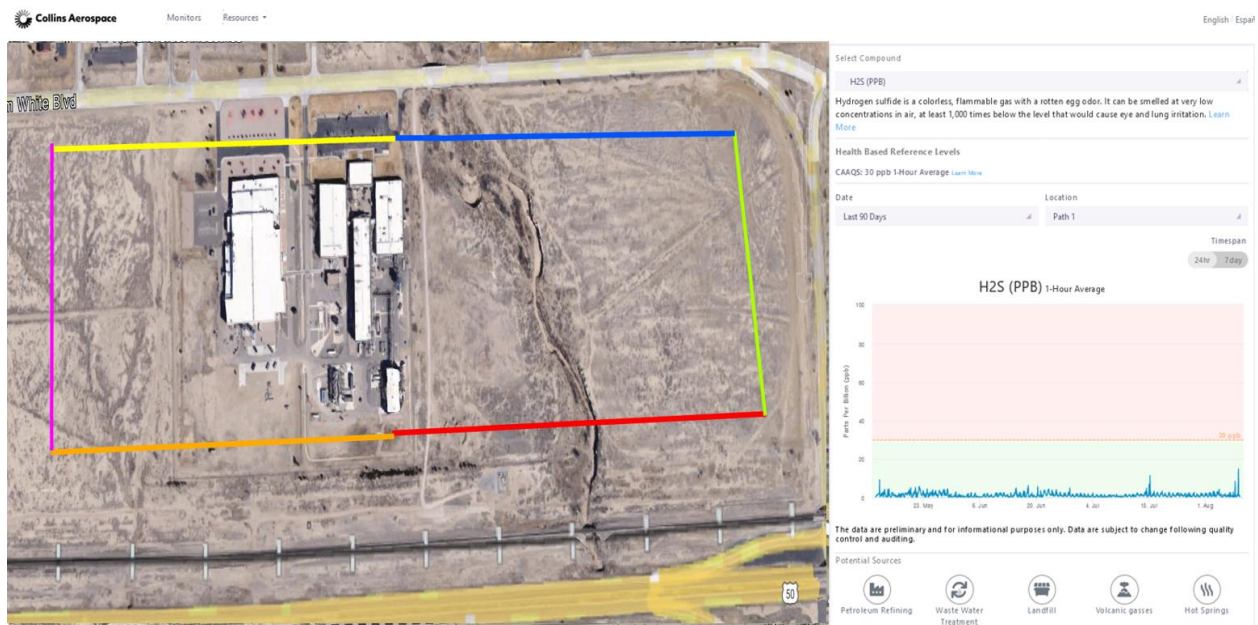 Collins Aerospace
Monitors
Resources
English
Españ
n White Blvd
50
Select Compound
H2S (PPB)
Hydrogen sulfide is a colorless, flammable gas with a rotten egg odor. It can be smelled at very low
concentrations in air, at least 1,000 times below the level that would cause eye and lung irritation. Learn
More
Health Based Reference Levels
CAAQS: 30 ppb 1-Hour Average Learn More
Date
Location
Last 90 Days
Path 1
Timespan
24hr
7day
H2S (PPB) 1-Hour Average
Parts Per Billion (ppb)
100
80
60
40
20
0
30 ppb
23. May
6. Jun
20. Jun
4. Jul
18. Jul
1. Aug
The data are preliminary and for informational purposes only. Data are subject to change following quality
control and auditing.
Potential Sources
Petroleum Refining
Waste Water
Treatment
Landfill
Volcanic gasses
Hot Springs